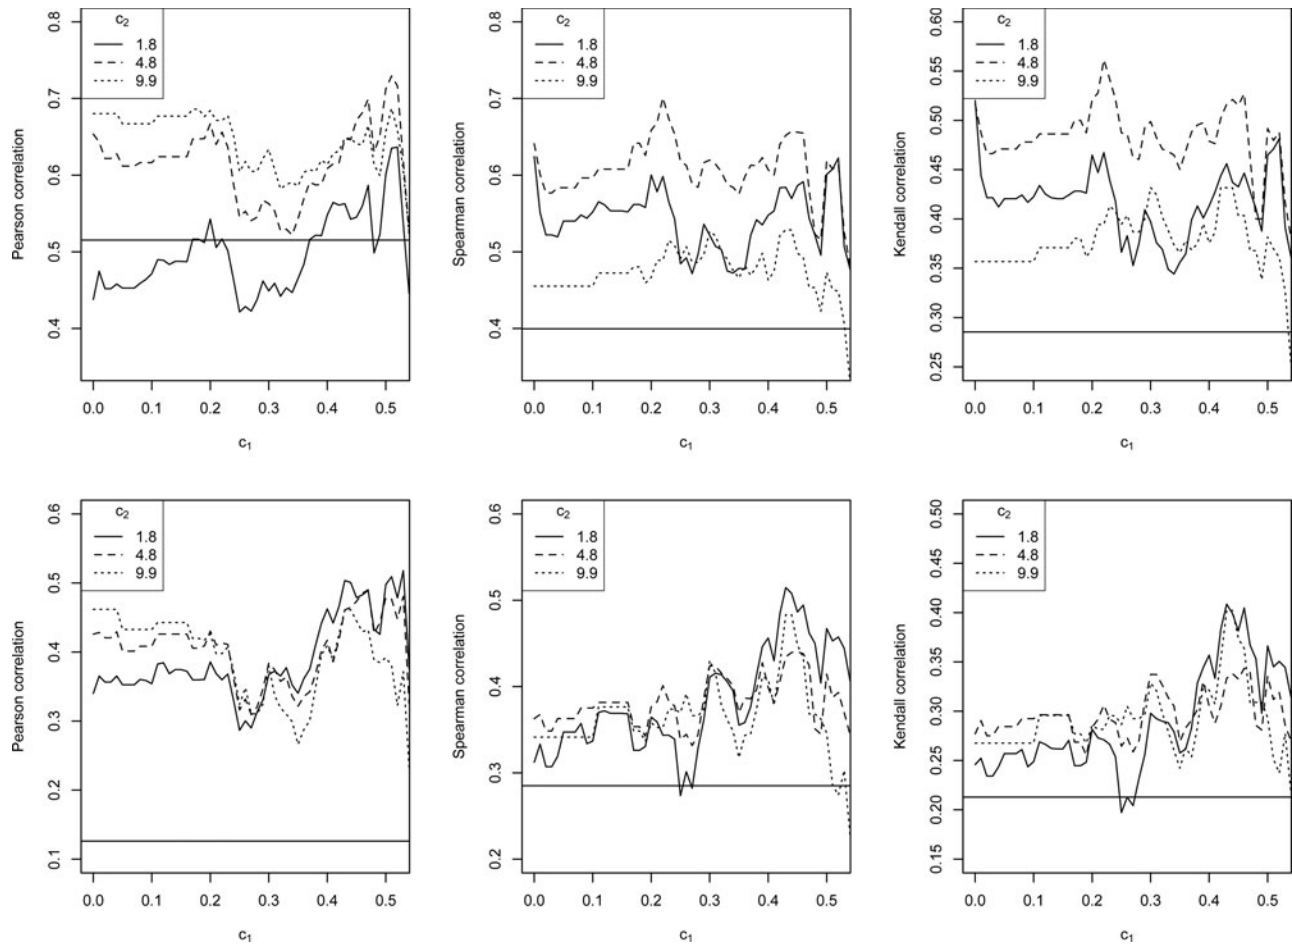 c2
1.8
4.8
9.9
Pearson correlation
0.4 0.5 0.6 0.7 0.8
0.0 0.1 0.2 0.3 0.4 0.5
c1
c2
1.8
4.8
9.9
Spearman correlation
0.4 0.5 0.6 0.7 0.8
0.0 0.1 0.2 0.3 0.4 0.5
c1
c2
1.8
4.8
9.9
Kendall correlation
0.25 0.30 0.35 0.40 0.45 0.50 0.55 0.60
0.0 0.1 0.2 0.3 0.4 0.5
c1
c2
1.8
4.8
9.9
Pearson correlation
0.1 0.2 0.3 0.4 0.5 0.6
0.0 0.1 0.2 0.3 0.4 0.5
c1
c2
1.8
4.8
9.9
Spearman correlation
0.2 0.3 0.4 0.5 0.6
0.0 0.1 0.2 0.3 0.4 0.5
c1
c2
1.8
4.8
9.9
Kendall correlation
0.15 0.20 0.25 0.30 0.35 0.40 0.45 0.50
0.0 0.1 0.2 0.3 0.4 0.5
c1